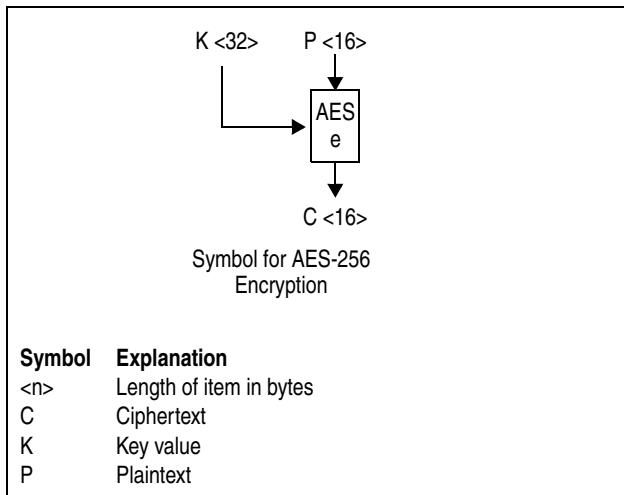 K <32> P <16>
AES
e
C <16>
Symbol for AES-256
Encryption
Symbol Explanation
<n> Length of item in bytes
C Ciphertext
K Key value
P Plaintext